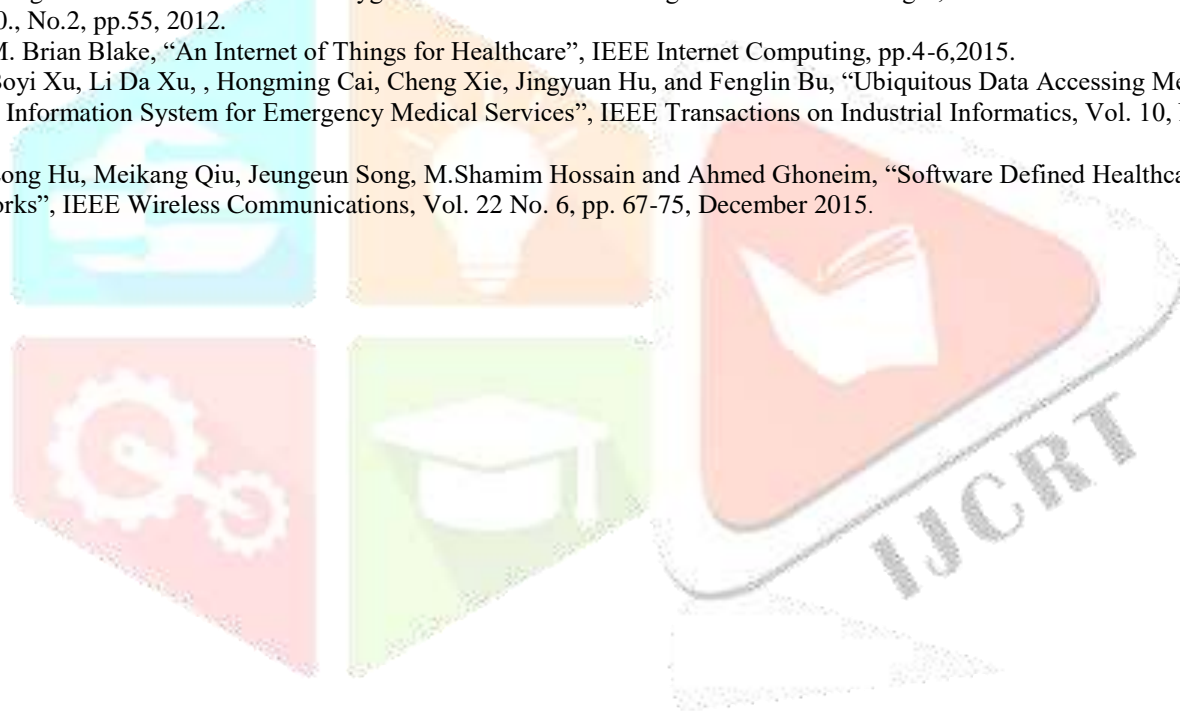 0., No.2, pp.55, 2012.
M. Brian Blake, “An Internet of Things for Healthcare”, IEEE Internet Computing, pp.4-6,2015.
Boyi Xu, Li Da Xu, , Hongming Cai, Cheng Xie, Jingyuan Hu, and Fenglin Bu, “Ubiquitous Data Accessing Me
Information System for Emergency Medical Services”, IEEE Transactions on Industrial Informatics, Vol. 10,
ong Hu, Meikang Qiu, Jeungeun Song, M.Shamim Hossain and Ahmed Ghoneim, “Software Defined Healthca
orks”, IEEE Wireless Communications, Vol. 22 No. 6, pp. 67-75, December 2015.
IJCRT